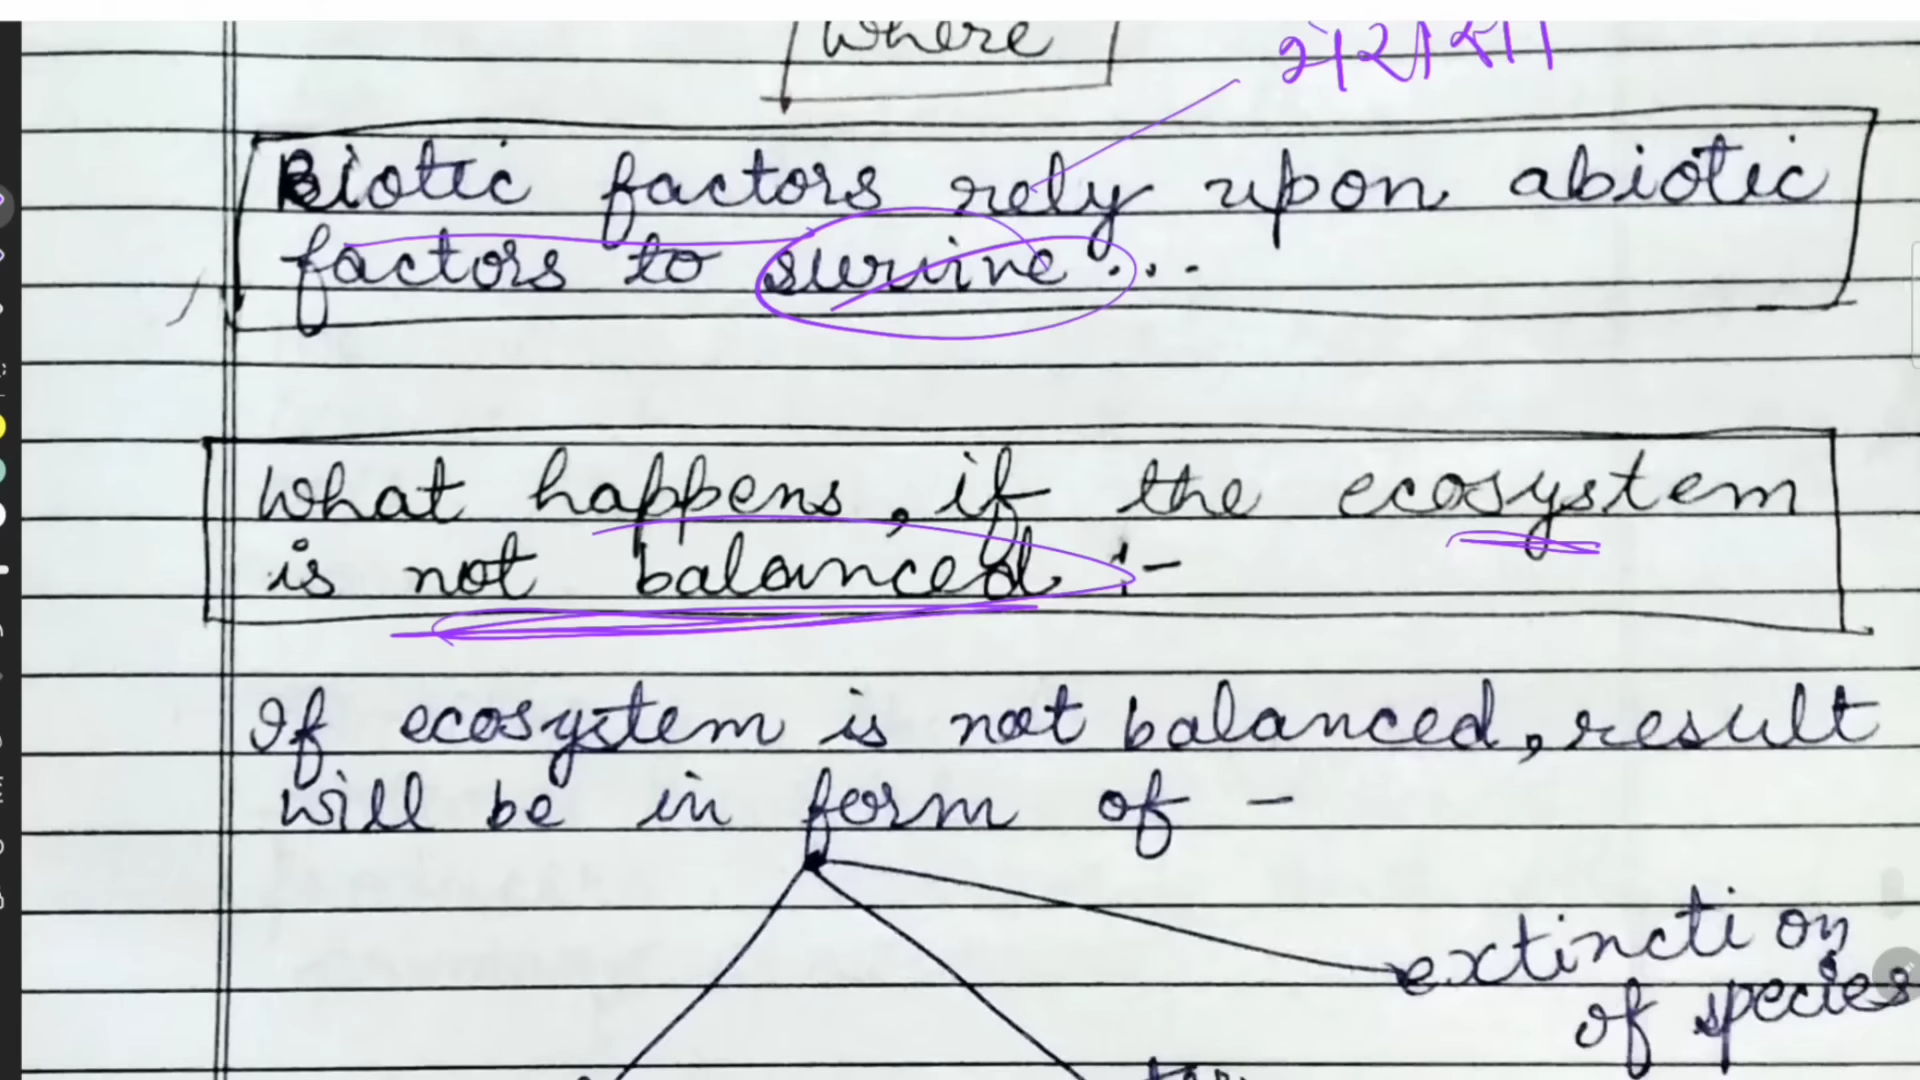 where
Biotic factors rely upon abiotic
factors to survive...
What happens, if the ecosystem
is not balanced :-
If ecosystem is not balanced, result
will be in form of -
extinction
of species